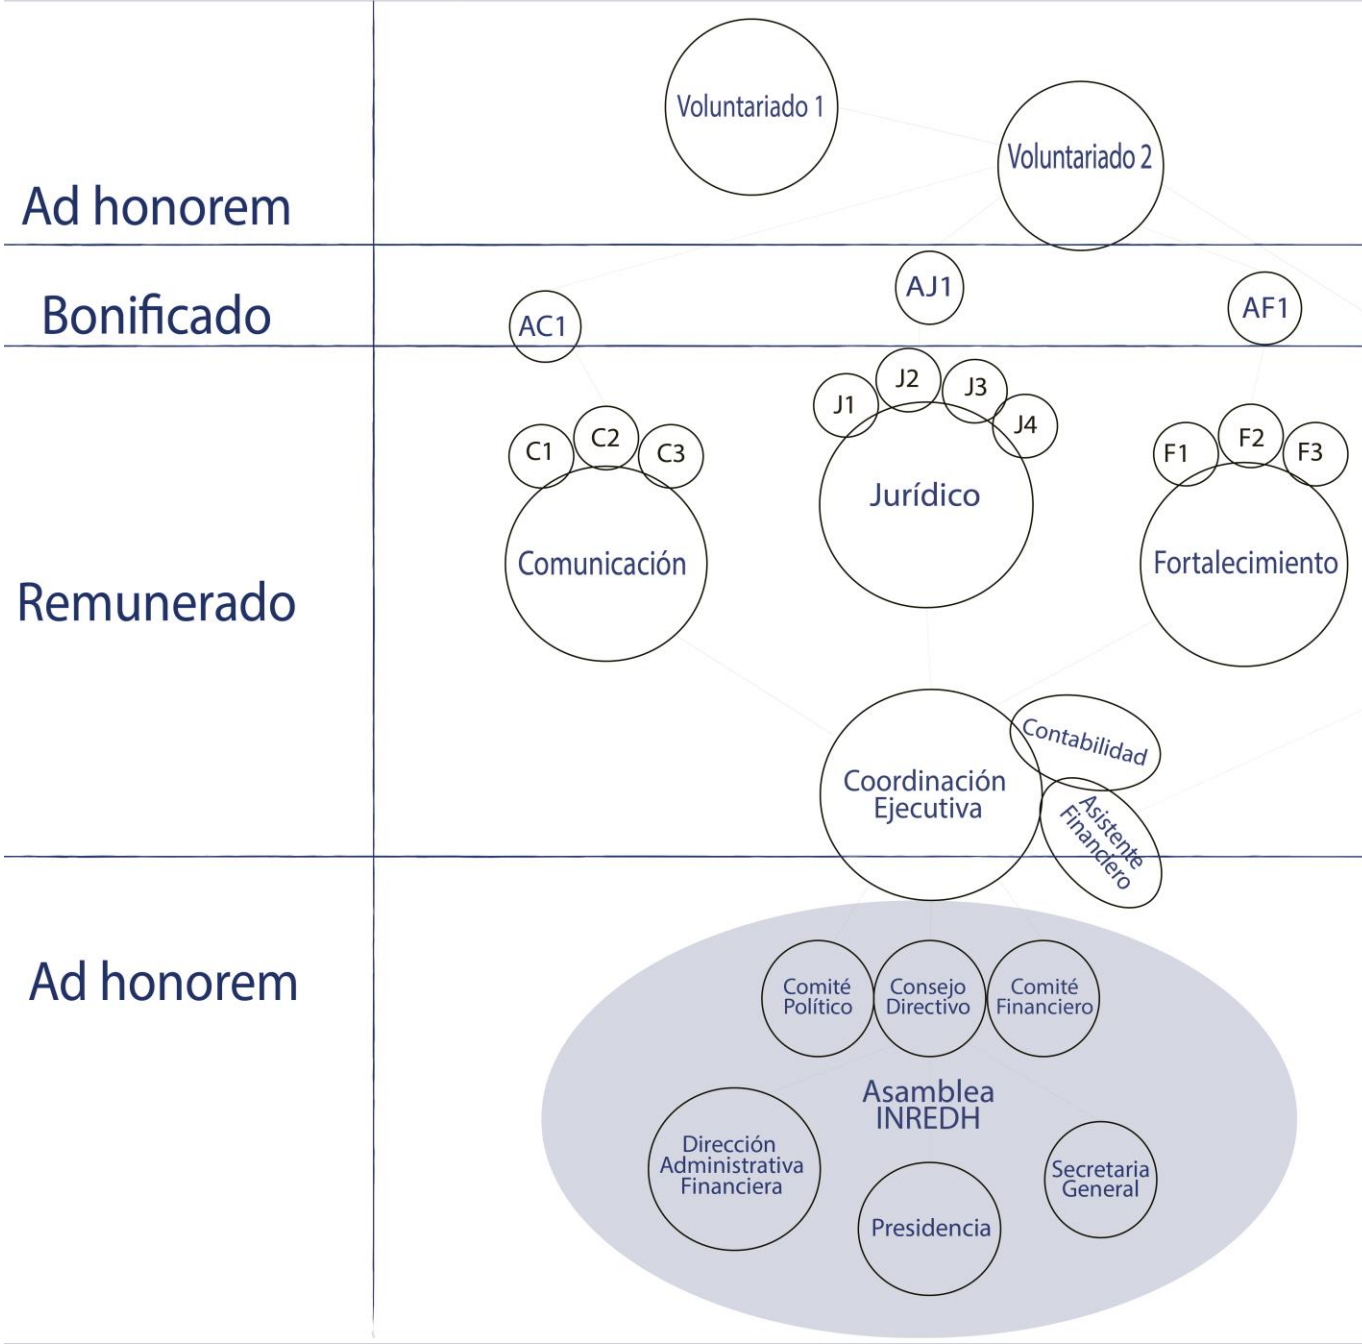 Voluntariado 1
Voluntariado 2
Ad honorem
AJ1
AF1
Bonificado
AC1
J1
J2
J3
J4
C1
C2
C3
F1
F2
F3
Jurídico
Comunicación
Fortalecimiento
Remunerado
Contabilidad
Coordinación
Ejecutiva
Asistente
Financiero
Ad honorem
Comité
Político
Consejo
Directivo
Comité
Financiero
Asamblea
INREDH
Dirección
Administrativa
Financiera
Secretaria
General
Presidencia